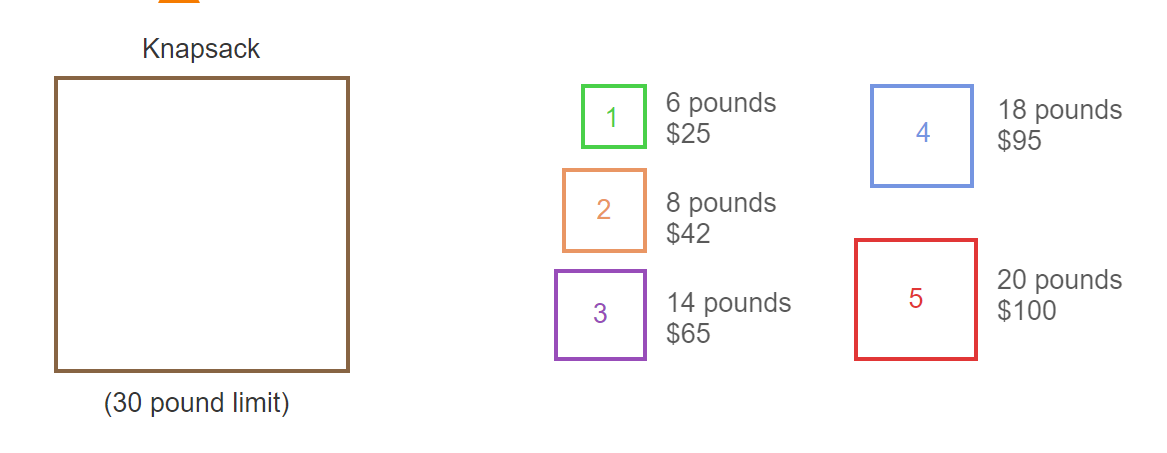 Knapsack
(30 pound limit)
1
6 pounds
$25
2
8 pounds
$42
3
14 pounds
$65
4
18 pounds
$95
5
20 pounds
$100